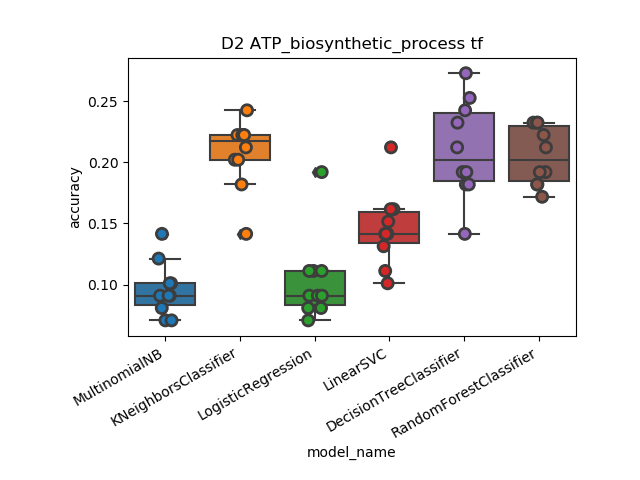 D2 ATP_biosynthetic_process tf
0.25
0.20
0.15
0.10
accuracy
MultinomialNB
KNeighborsClassifier
LogisticRegression
LinearSVC
DecisionTreeClassifier
RandomForestClassifier
model_name